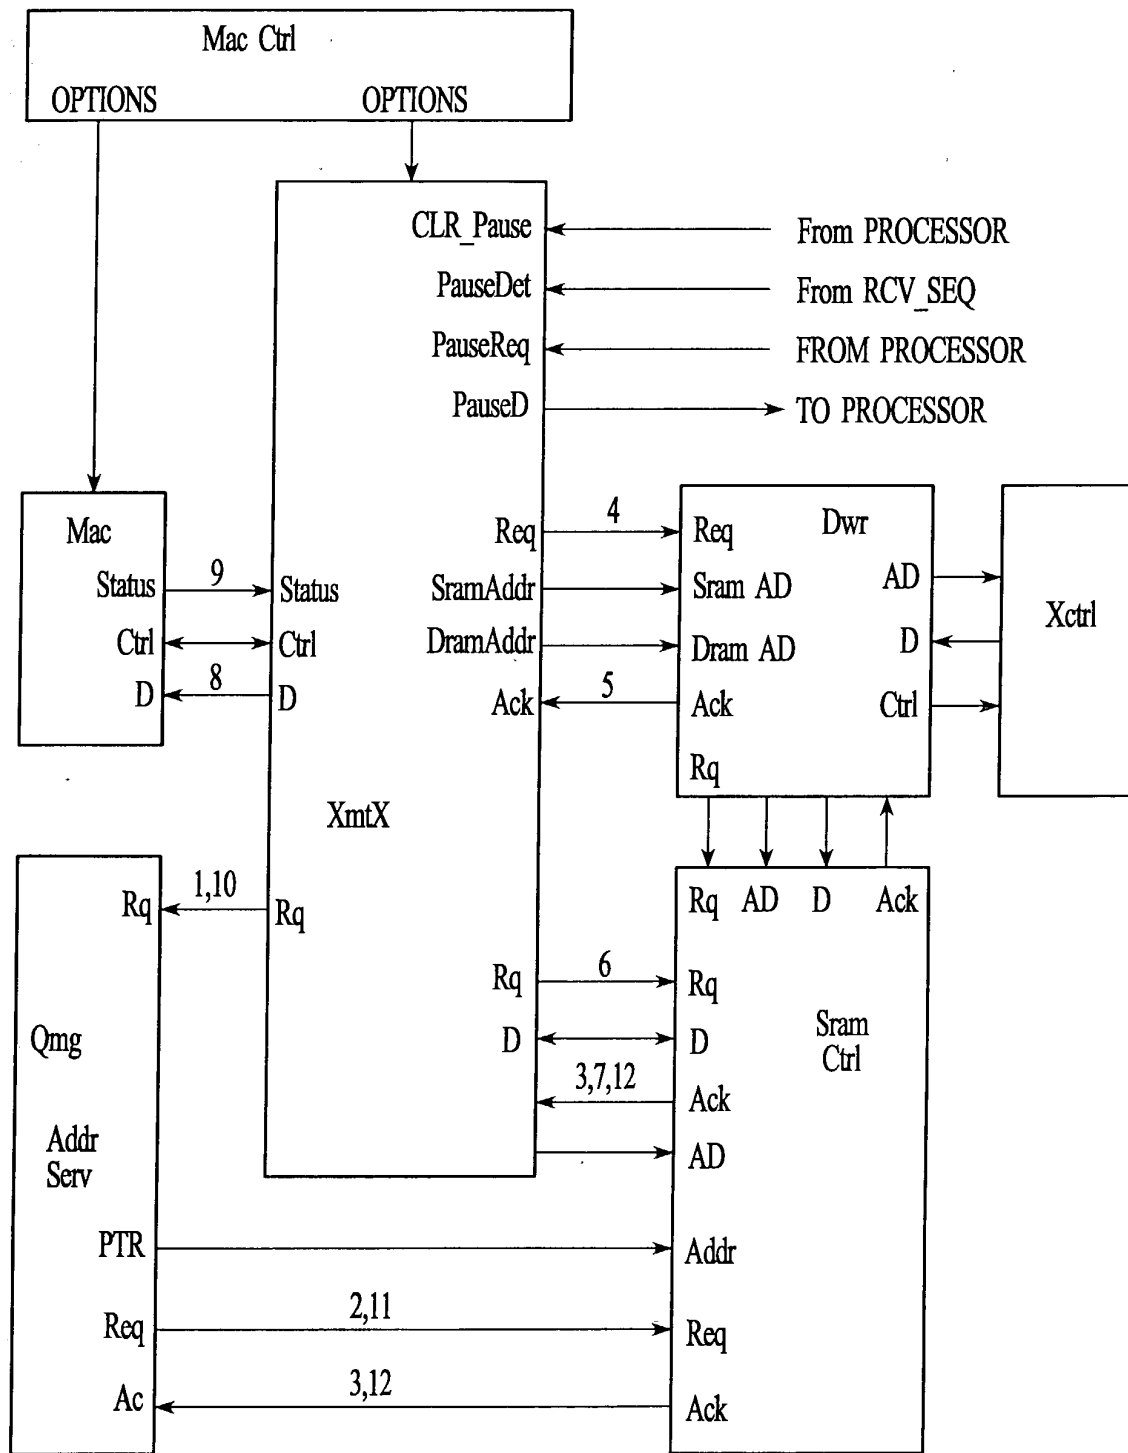 Mac Ctrl
OPTIONS OPTIONS
CLR_Pause From PROCESSOR
PauseDet From RCV_SEQ
PauseReq FROM PROCESSOR
PauseD TO PROCESSOR
Mac
Status 9 Status
Ctrl Ctrl
D 8 D
Req 4 Req Dwr
SramAddr Sram AD AD
DramAddr Dram AD D
Ack 5 Ack Ctrl
Rq
Xctrl
XmtX
Rq 1,10 Rq
Rq AD D Ack
Rq 6 Rq
D D
3,7,12 Ack
AD
Sram
Ctrl
Qmg
Addr
Serv
PTR Addr
Req 2,11 Req
Ac 3,12 Ack